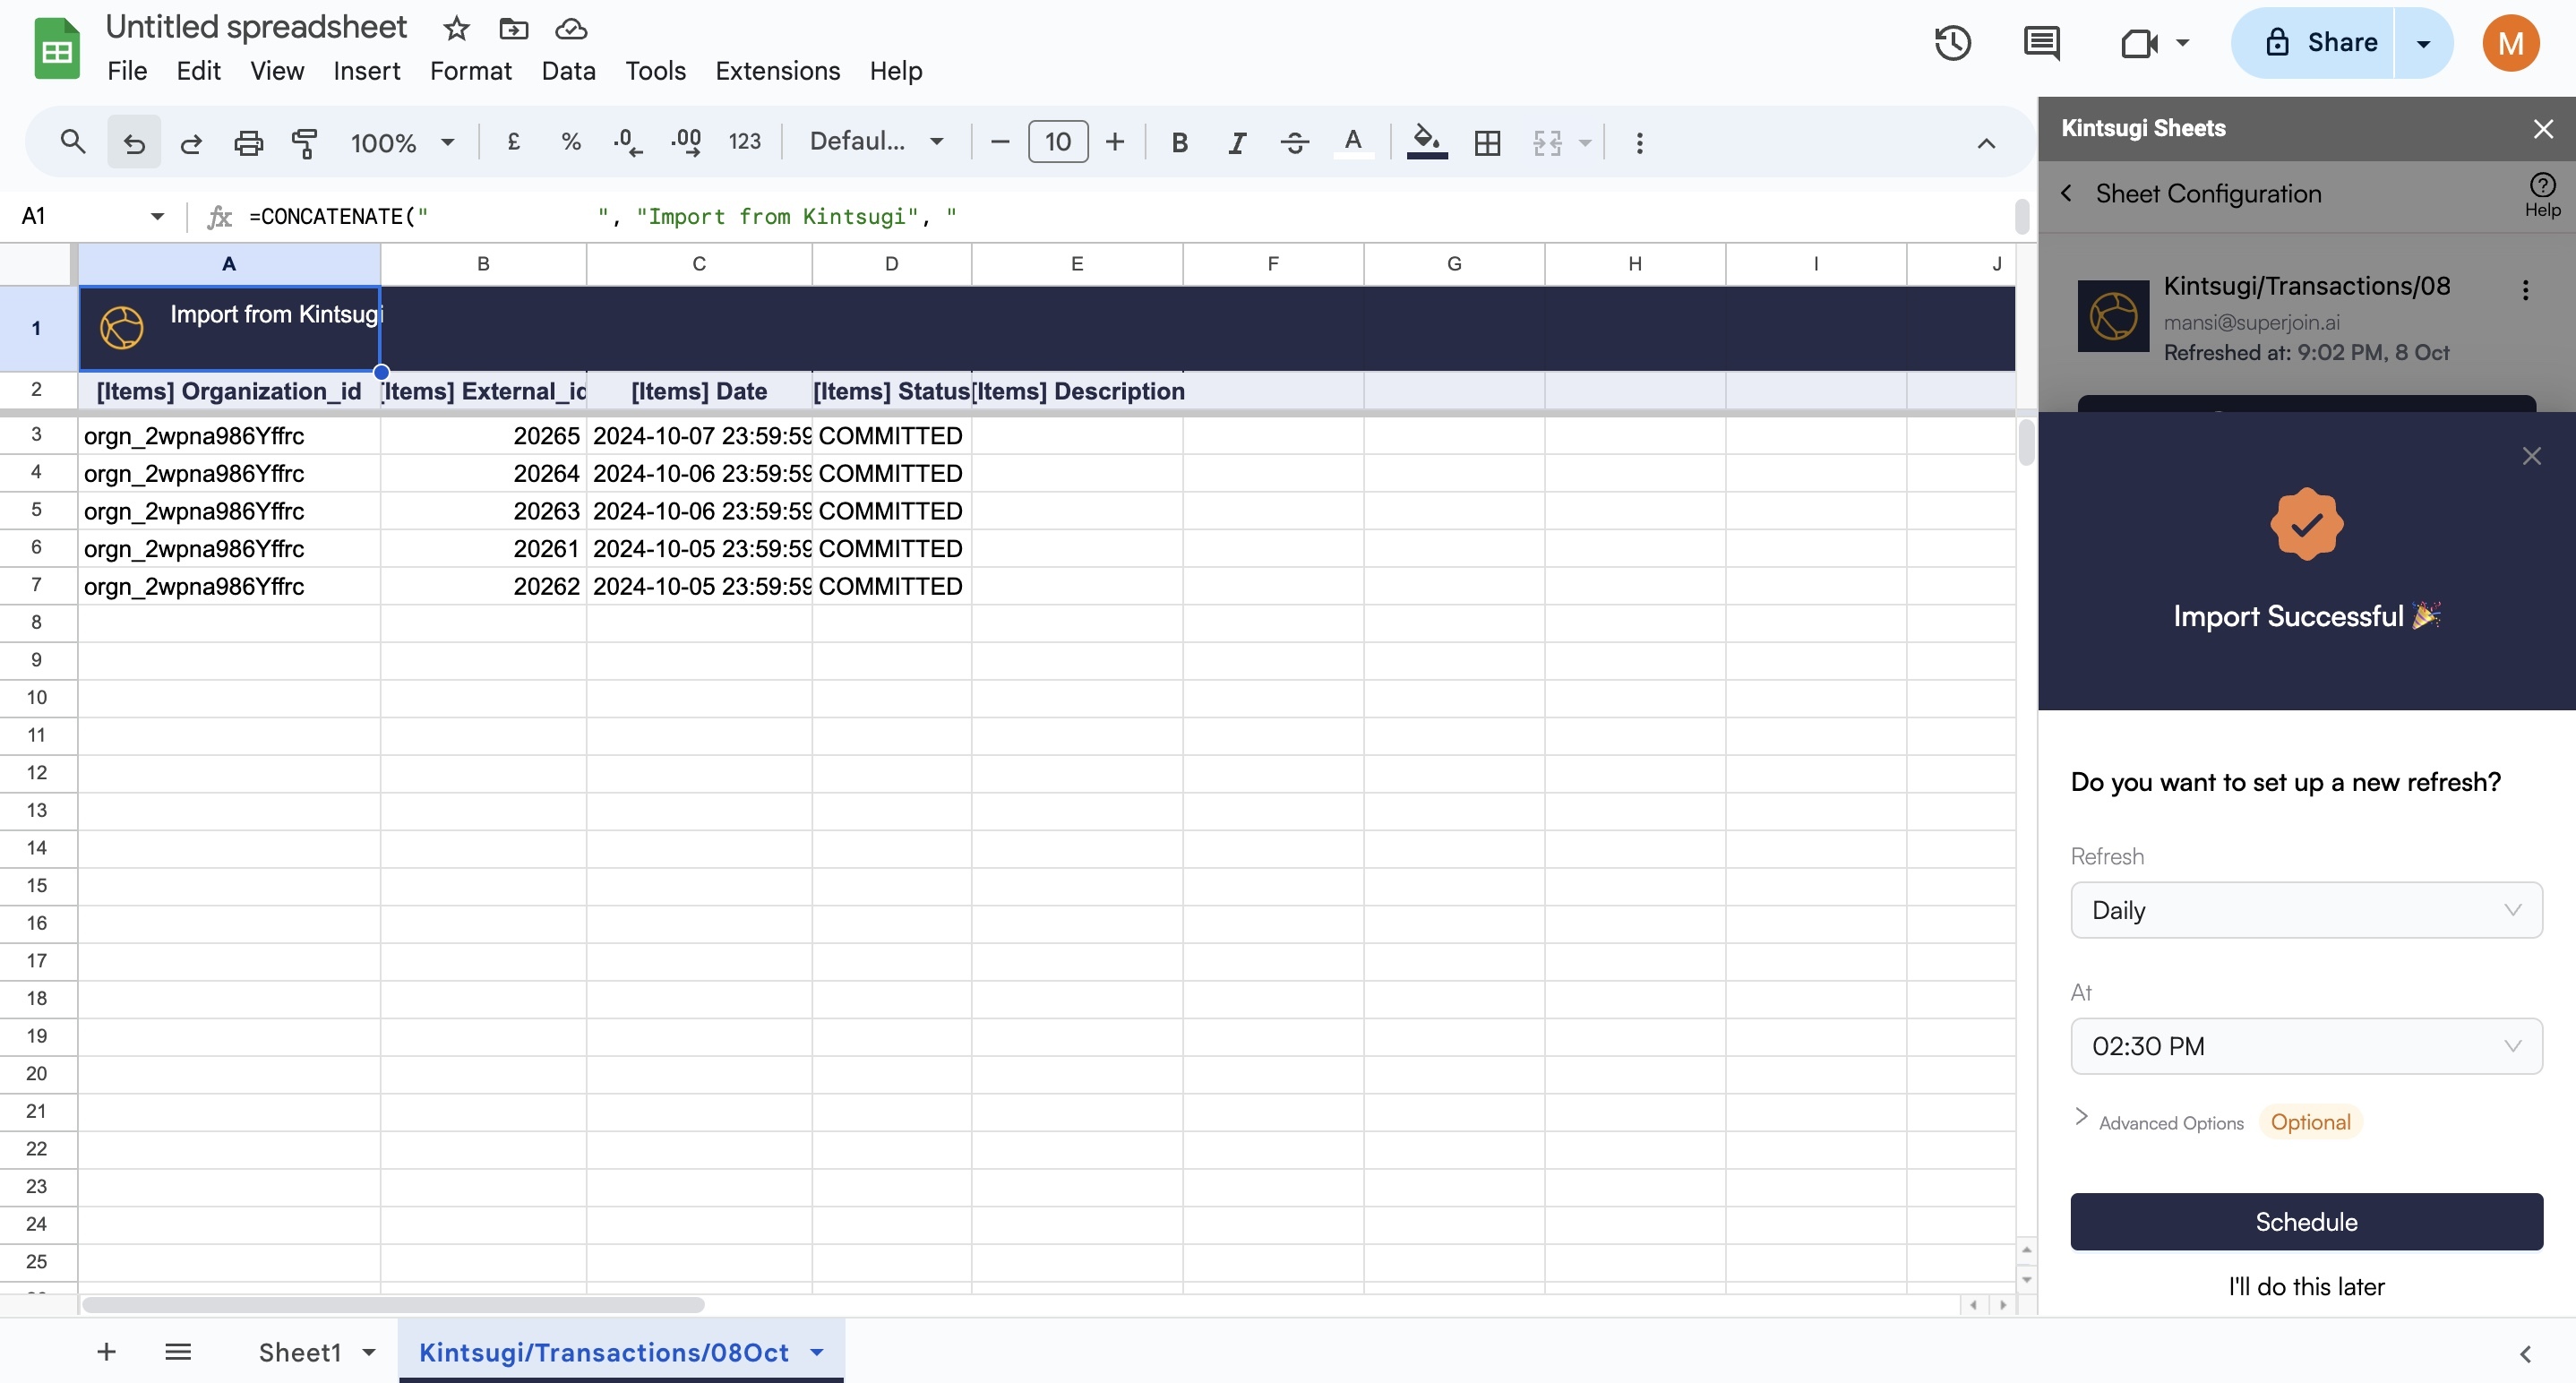 Untitled spreadsheet
File Edit View Insert Format Data Tools Extensions Help
Share
M
100% £ % .0 .00 123 Defaul... 10 B I A
A1 =CONCATENATE(" ", "Import from Kintsugi", "
A B C D E F G H I J
1 Import from Kintsugi
2 [Items] Organization_id [Items] External_id [Items] Date [Items] Status [Items] Description
3 orgn_2wpna986Yffrc 20265 2024-10-07 23:59:59 COMMITTED
4 orgn_2wpna986Yffrc 20264 2024-10-06 23:59:59 COMMITTED
5 orgn_2wpna986Yffrc 20263 2024-10-06 23:59:59 COMMITTED
6 orgn_2wpna986Yffrc 20261 2024-10-05 23:59:59 COMMITTED
7 orgn_2wpna986Yffrc 20262 2024-10-05 23:59:59 COMMITTED
8
9
10
11
12
13
14
15
16
17
18
19
20
21
22
23
24
25
Sheet1 Kintsugi/Transactions/08Oct
Kintsugi Sheets
Sheet Configuration
Help
Kintsugi/Transactions/08
mansi@superjoin.ai
Refreshed at: 9:02 PM, 8 Oct
Import Successful 🎉
Do you want to set up a new refresh?
Refresh
Daily
At
02:30 PM
Advanced Options Optional
Schedule
I'll do this later